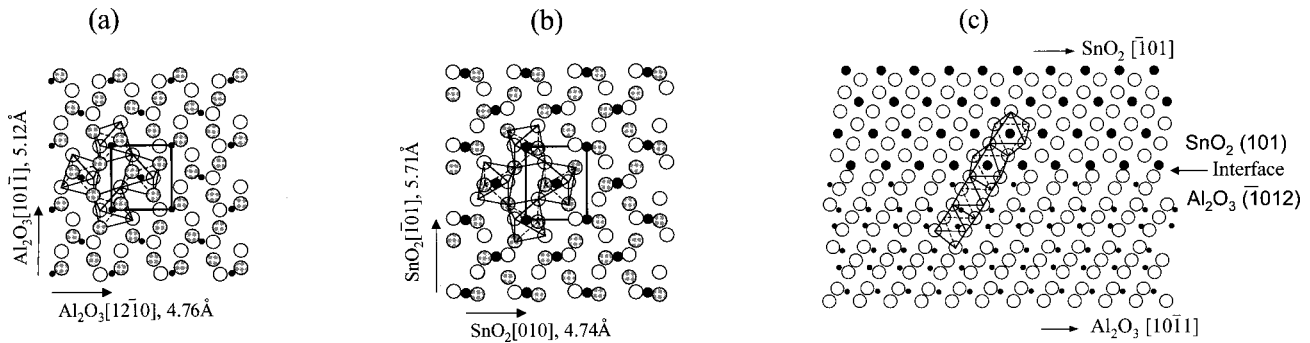 (a)
Al₂O₃[101̄1̄], 5.12Å
Al₂O₃[12̄10], 4.76Å
(b)
SnO₂[1̄01], 5.71Å
SnO₂[010], 4.74Å
(c)
SnO₂ [1̄01]
SnO₂ (101)
Interface
Al₂O₃ (1̄012)
Al₂O₃ [101̄1]